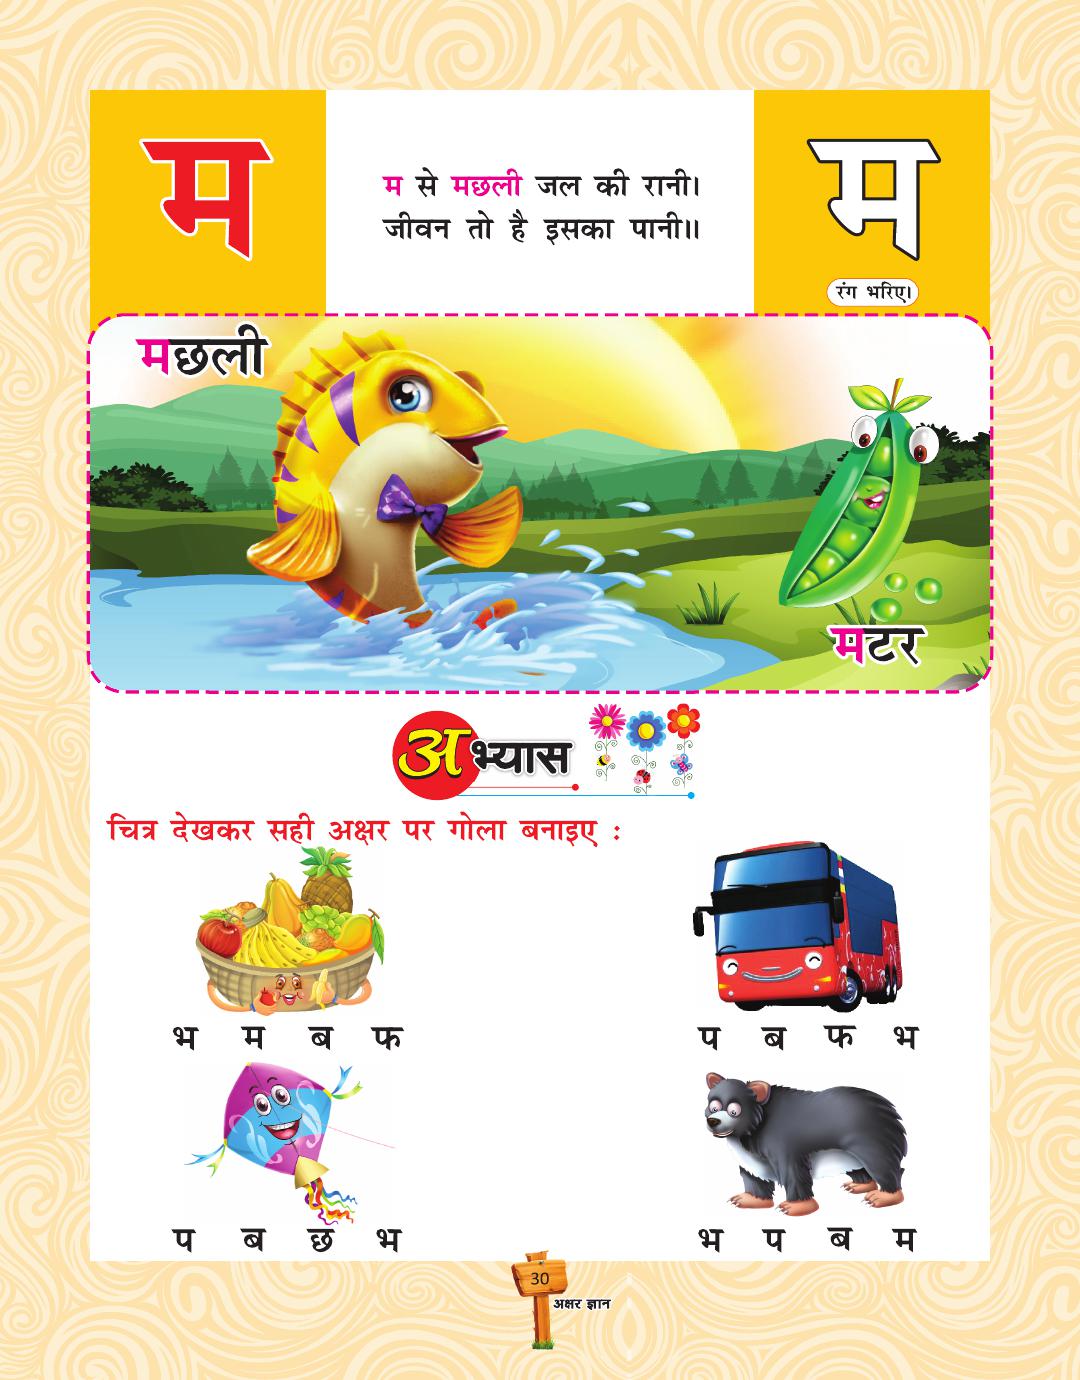 म
म से मछली जल की रानी।
जीवन तो है इसका पानी॥
म
रंग भरिए।
मछली
मटर
अभ्यास
चित्र देखकर सही अक्षर पर गोला बनाइए :
भ म ब फ
प ब फ भ
प ब छ भ
भ प ब म
30
अक्षर ज्ञान